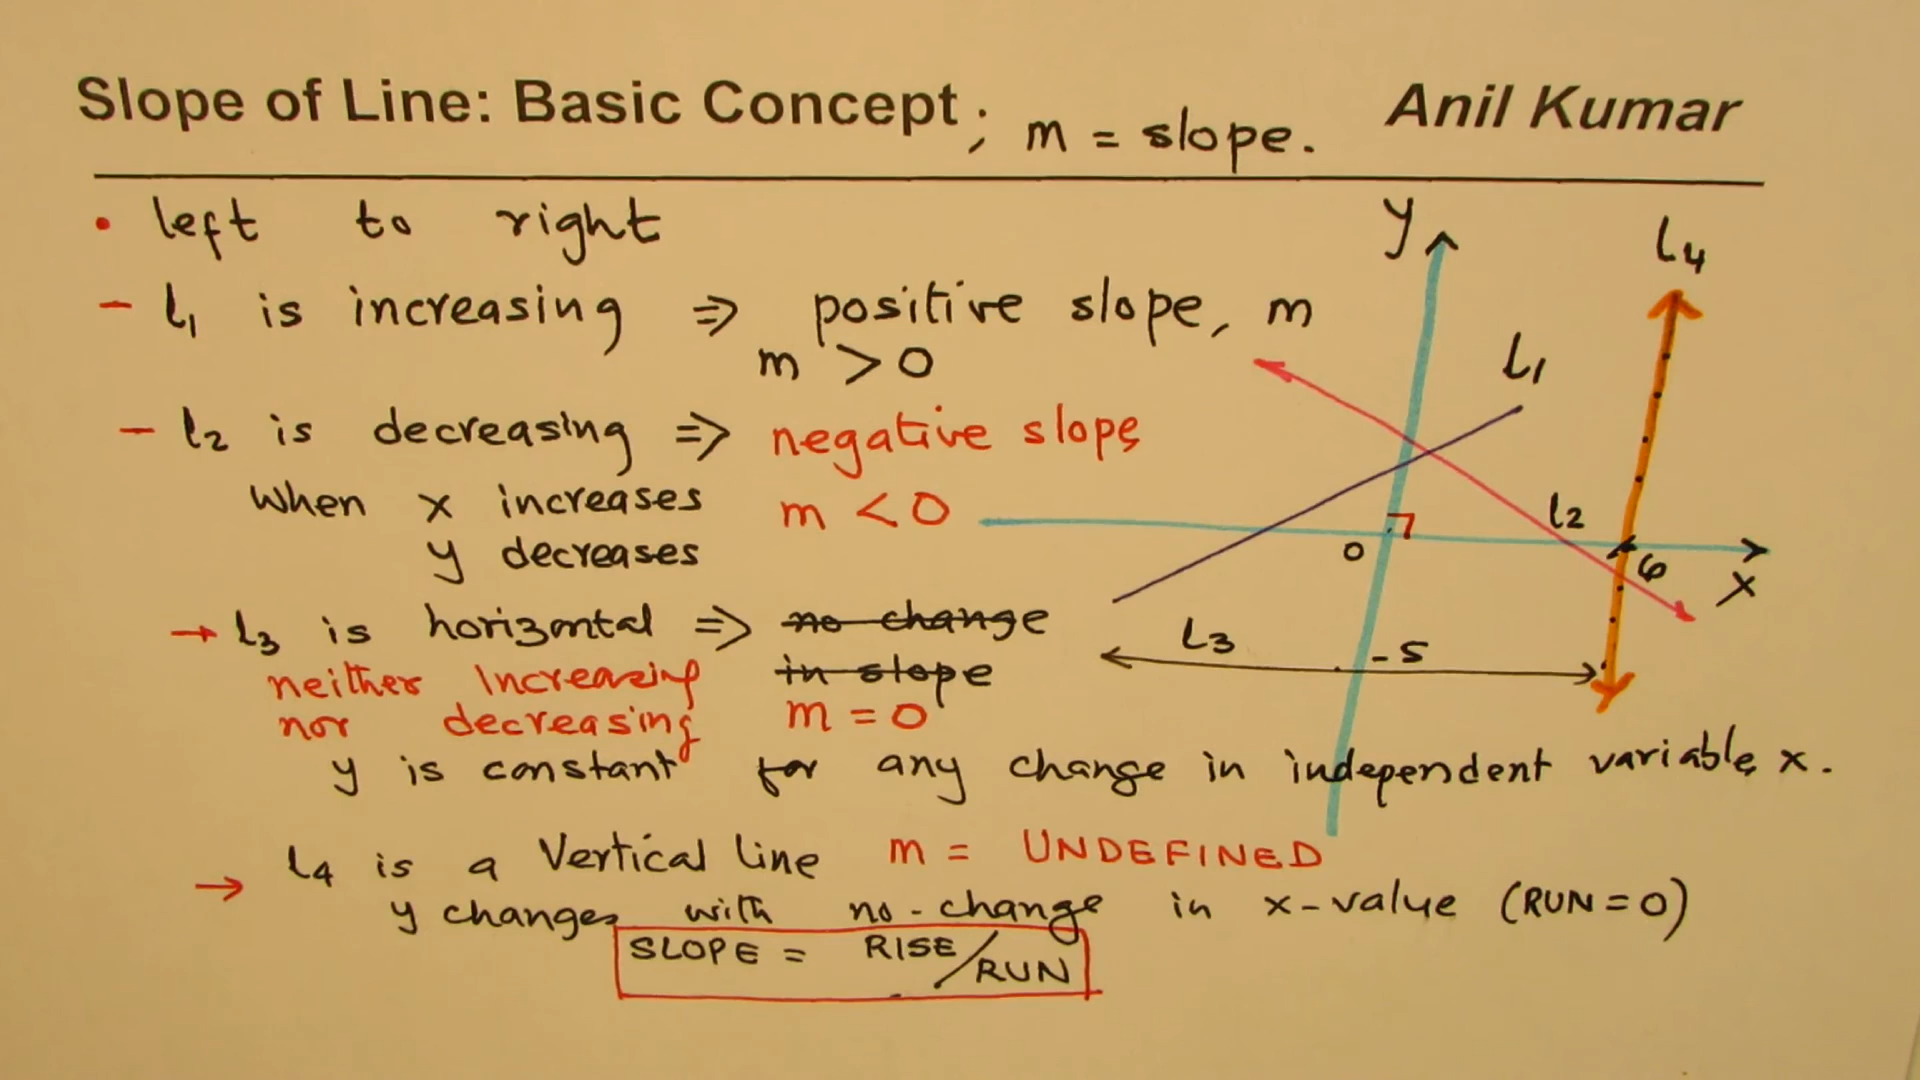 Slope of Line: Basic Concept ; m = slope.
Anil Kumar
• left to right
- L1 is increasing ⇒ positive slope, m
m > 0
- L2 is decreasing ⇒ negative slope
when x increases m < 0
y decreases
→ L3 is horizontal ⇒ no change
neither Increasing in slope
nor decreasing m = 0
y is constant for any change in independent variable x.
→ L4 is a Vertical line m = UNDEFINED
y changes with no-change in x-value (RUN = 0)
SLOPE = RISE/RUN
y
L4
L1
L2
0
6
x
L3
-5